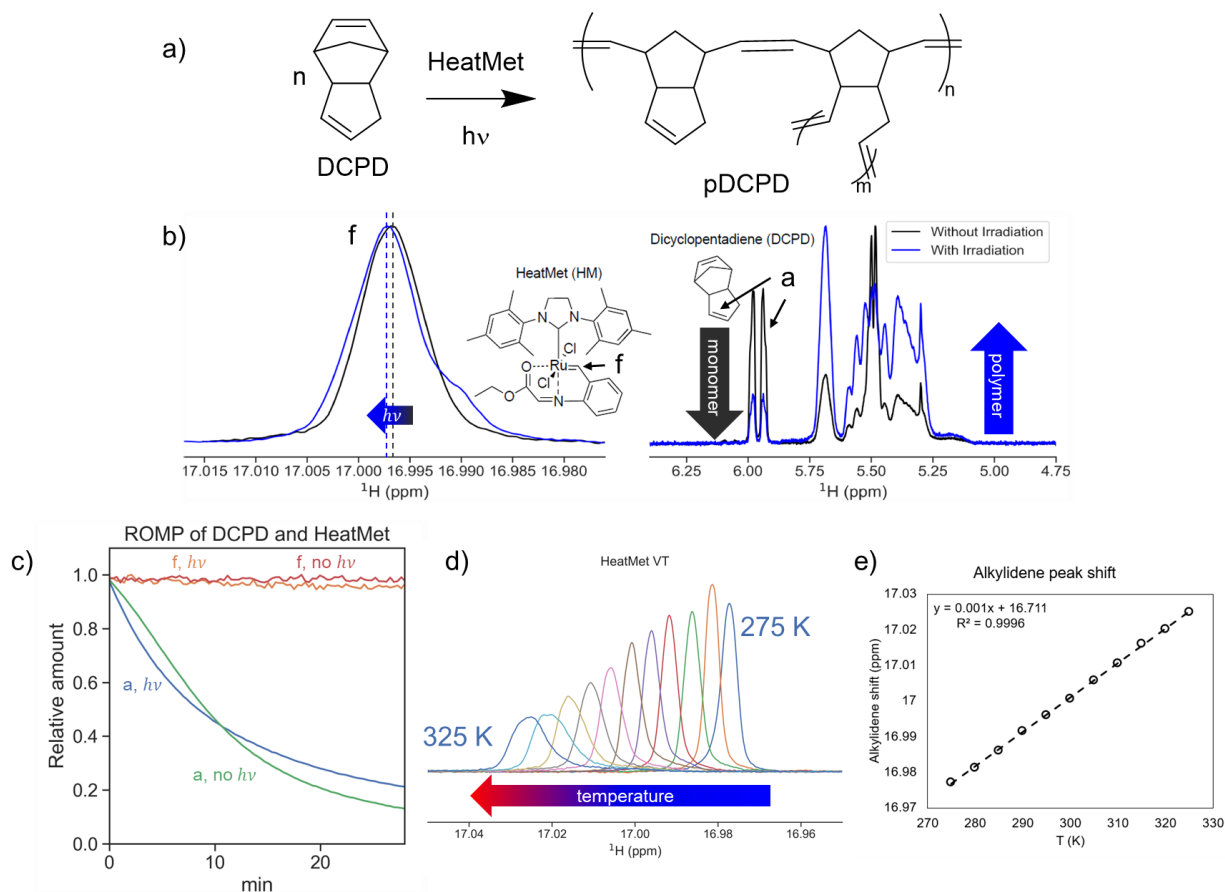 a)
n
DCPD
HeatMet
hν
n
m
pDCPD
b)
f
hν
17.015 17.010 17.005 17.000 16.995 16.990 16.985 16.980
¹H (ppm)
HeatMet (HM)
N N
Cl
Ru
Cl
O
O
N
f
Dicyclopentadiene (DCPD)
a
monomer
Without Irradiation
With Irradiation
polymer
6.25 6.00 5.75 5.50 5.25 5.00 4.75
¹H (ppm)
c)
ROMP of DCPD and HeatMet
f, hν
f, no hν
a, hν
a, no hν
Relative amount
1.0
0.8
0.6
0.4
0.2
0.0
0 10 20
min
d)
HeatMet VT
275 K
325 K
temperature
17.04 17.02 17.00 16.98 16.96
¹H (ppm)
e)
Alkylidene peak shift
y = 0.001x + 16.711
R² = 0.9996
Alkylidene shift (ppm)
17.03
17.02
17.01
17
16.99
16.98
16.97
270 280 290 300 310 320 330
T (K)